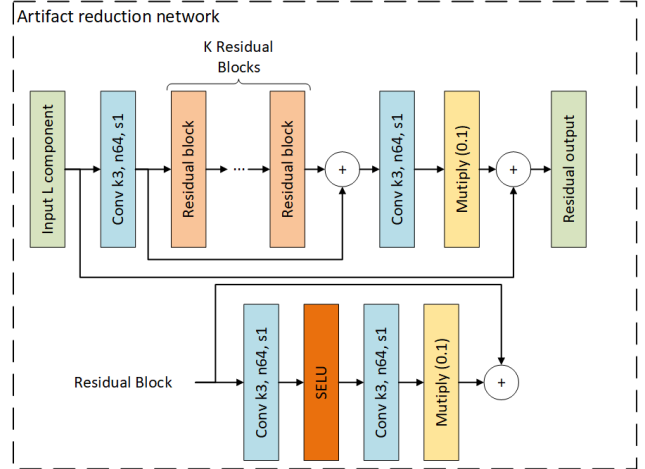 Artifact reduction network
K Residual
Blocks
Input L component
Conv k3, n64, s1
Residual block
...
Residual block
+
Conv k3, n64, s1
Mutiply (0.1)
+
Residual output
Residual Block
Conv k3, n64, s1
SELU
Conv k3, n64, s1
Mutiply (0.1)
+